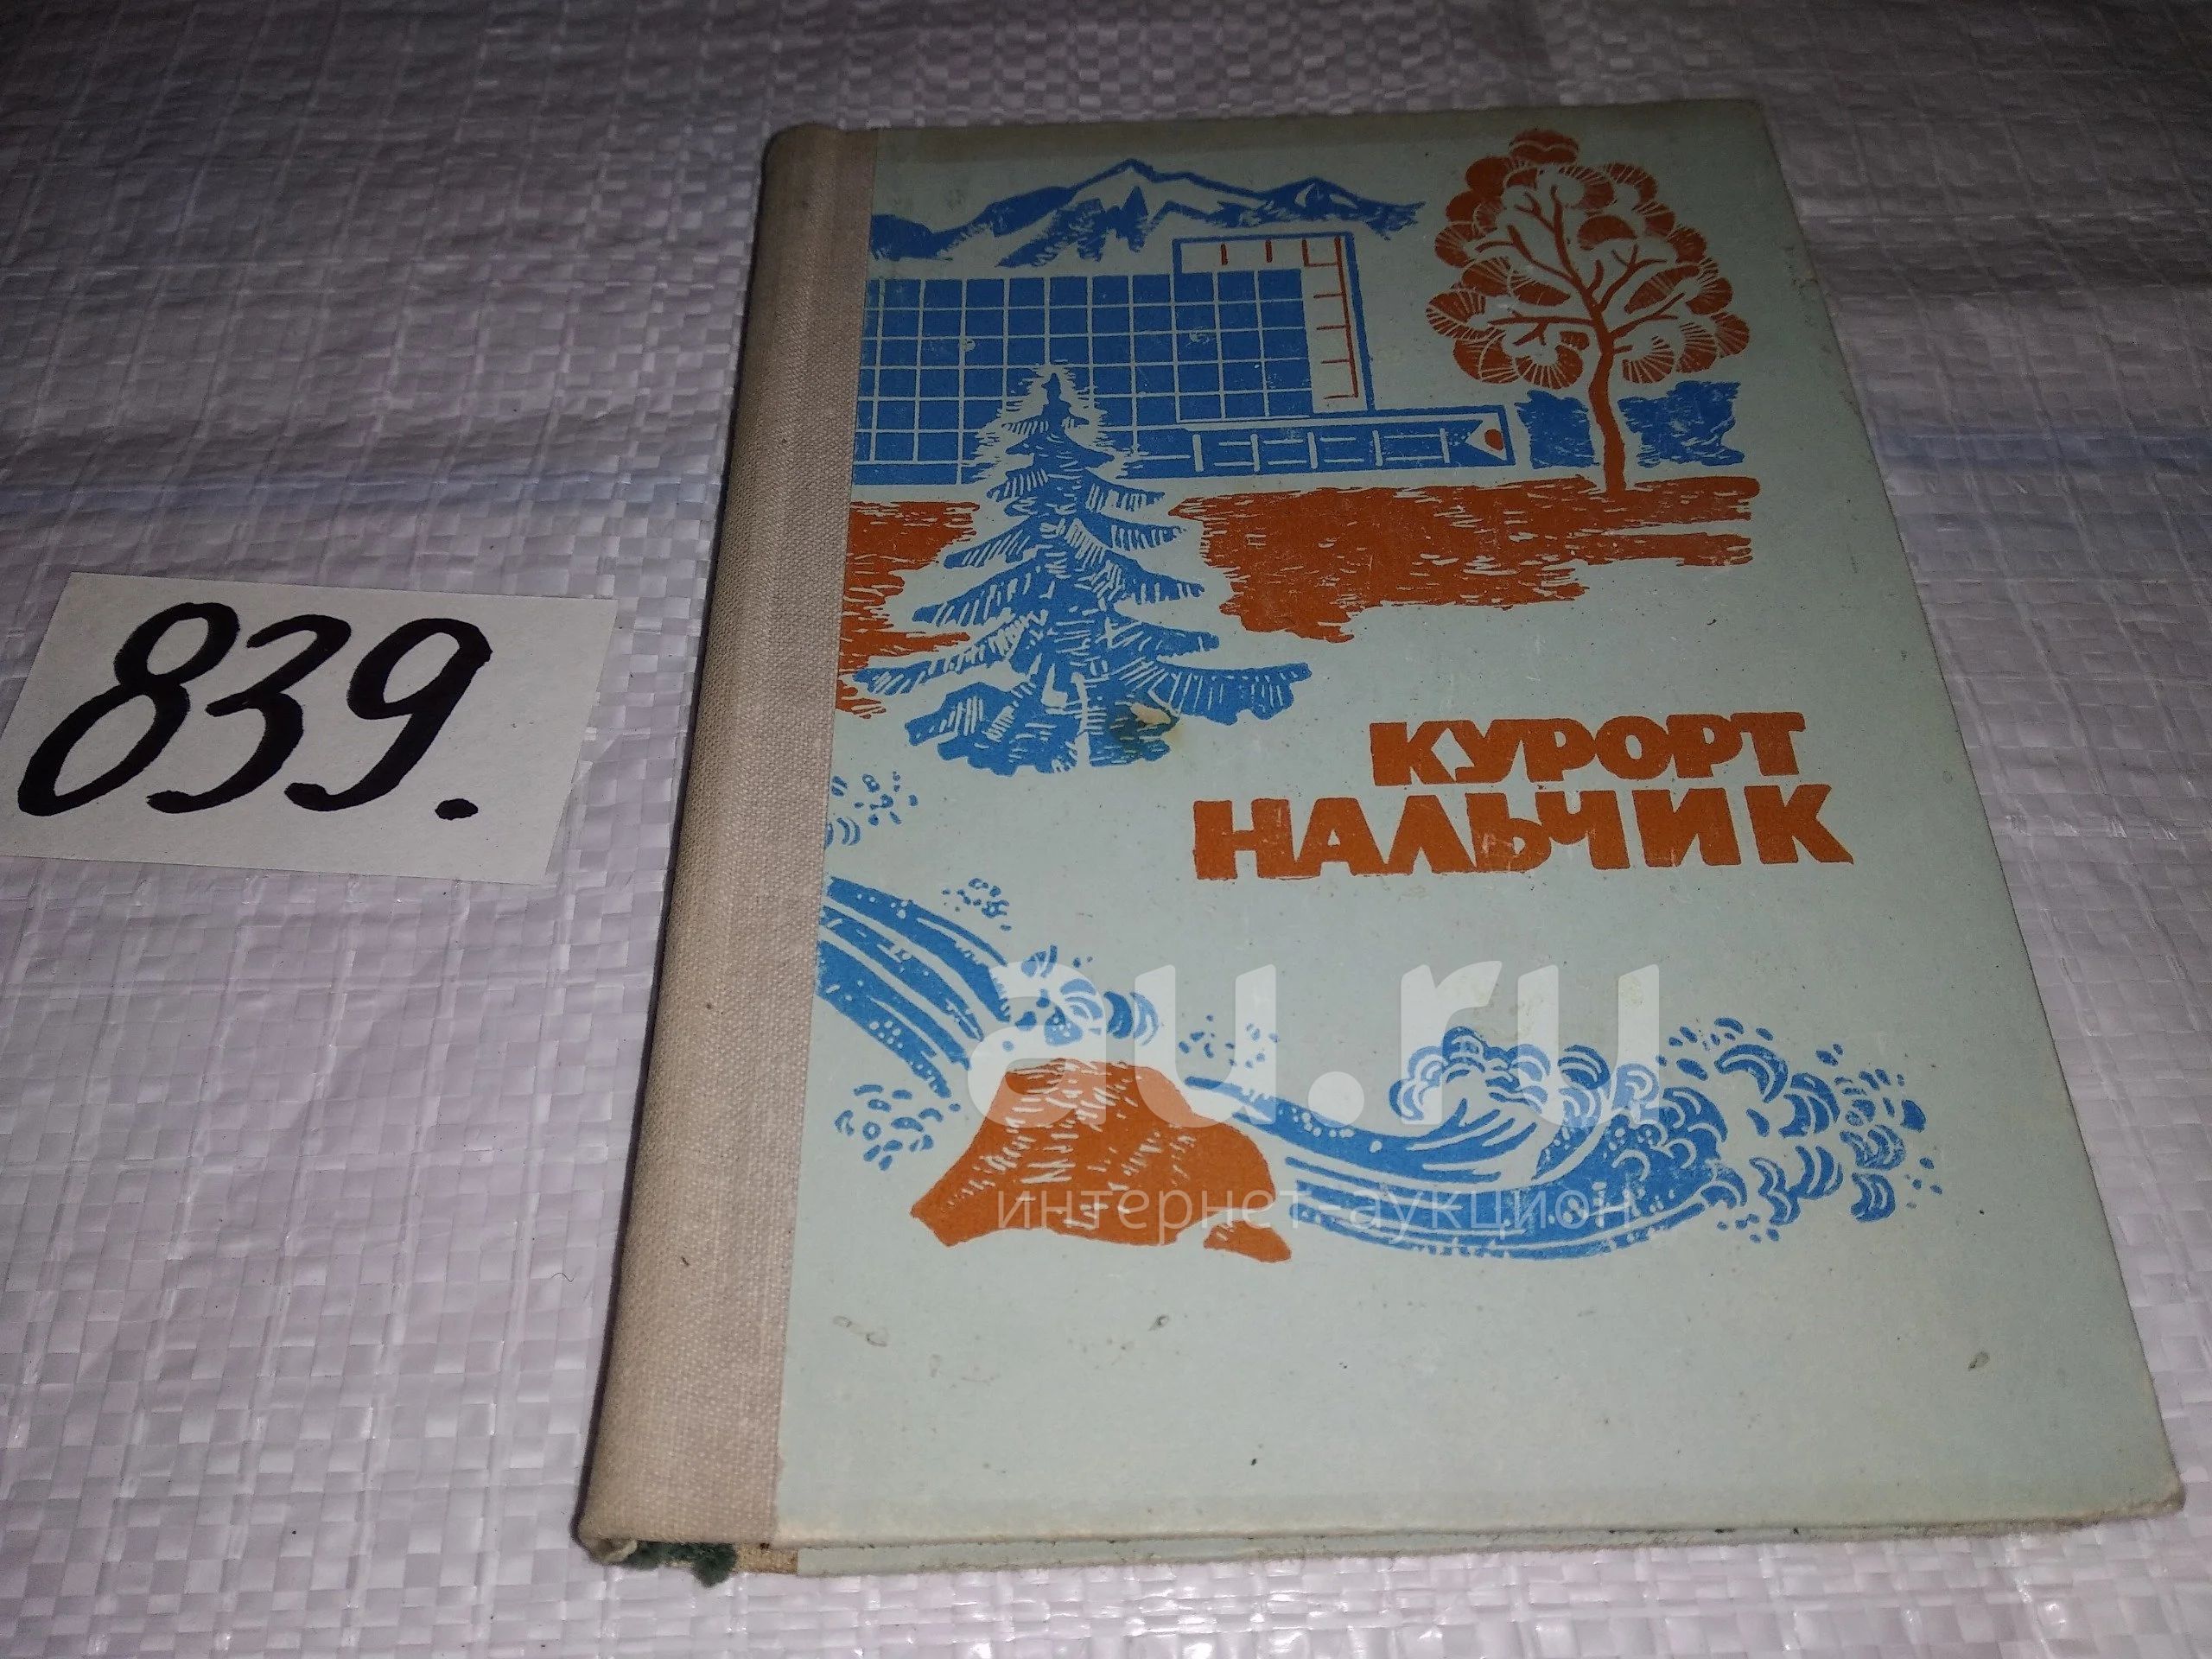 839.
КУРОРТ
НАЛЬЧИК
au.ru
интернет-аукцион